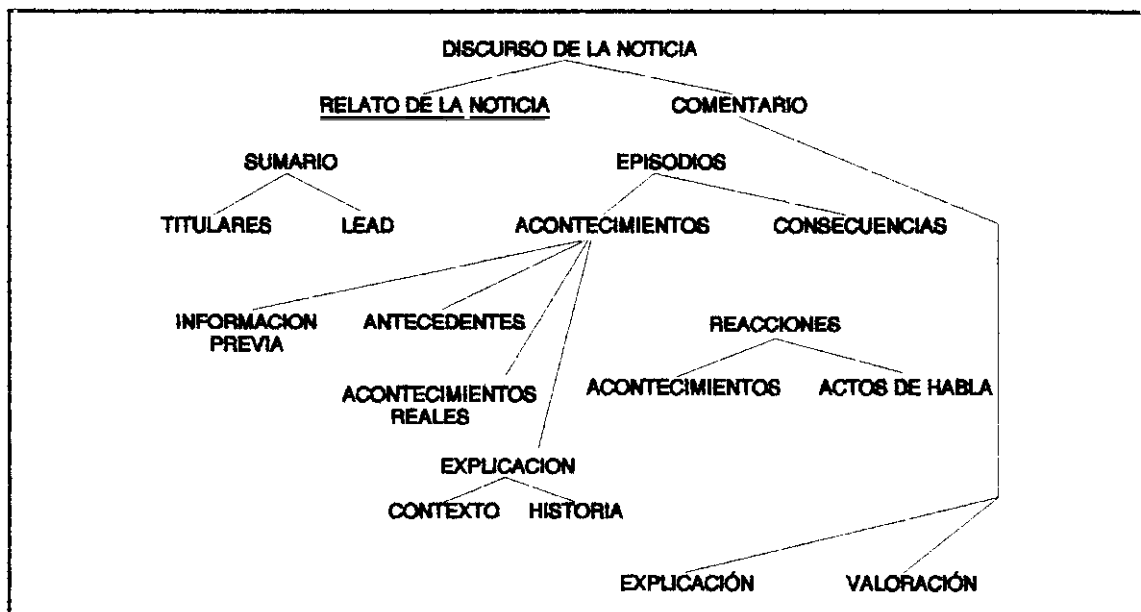 DISCURSO DE LA NOTICIA
RELATO DE LA NOTICIA
COMENTARIO
SUMARIO
EPISODIOS
TITULARES
LEAD
ACONTECIMIENTOS
CONSECUENCIAS
INFORMACION
PREVIA
ANTECEDENTES
REACCIONES
ACONTECIMIENTOS
REALES
ACONTECIMIENTOS
ACTOS DE HABLA
EXPLICACION
CONTEXTO
HISTORIA
EXPLICACIÓN
VALORACIÓN